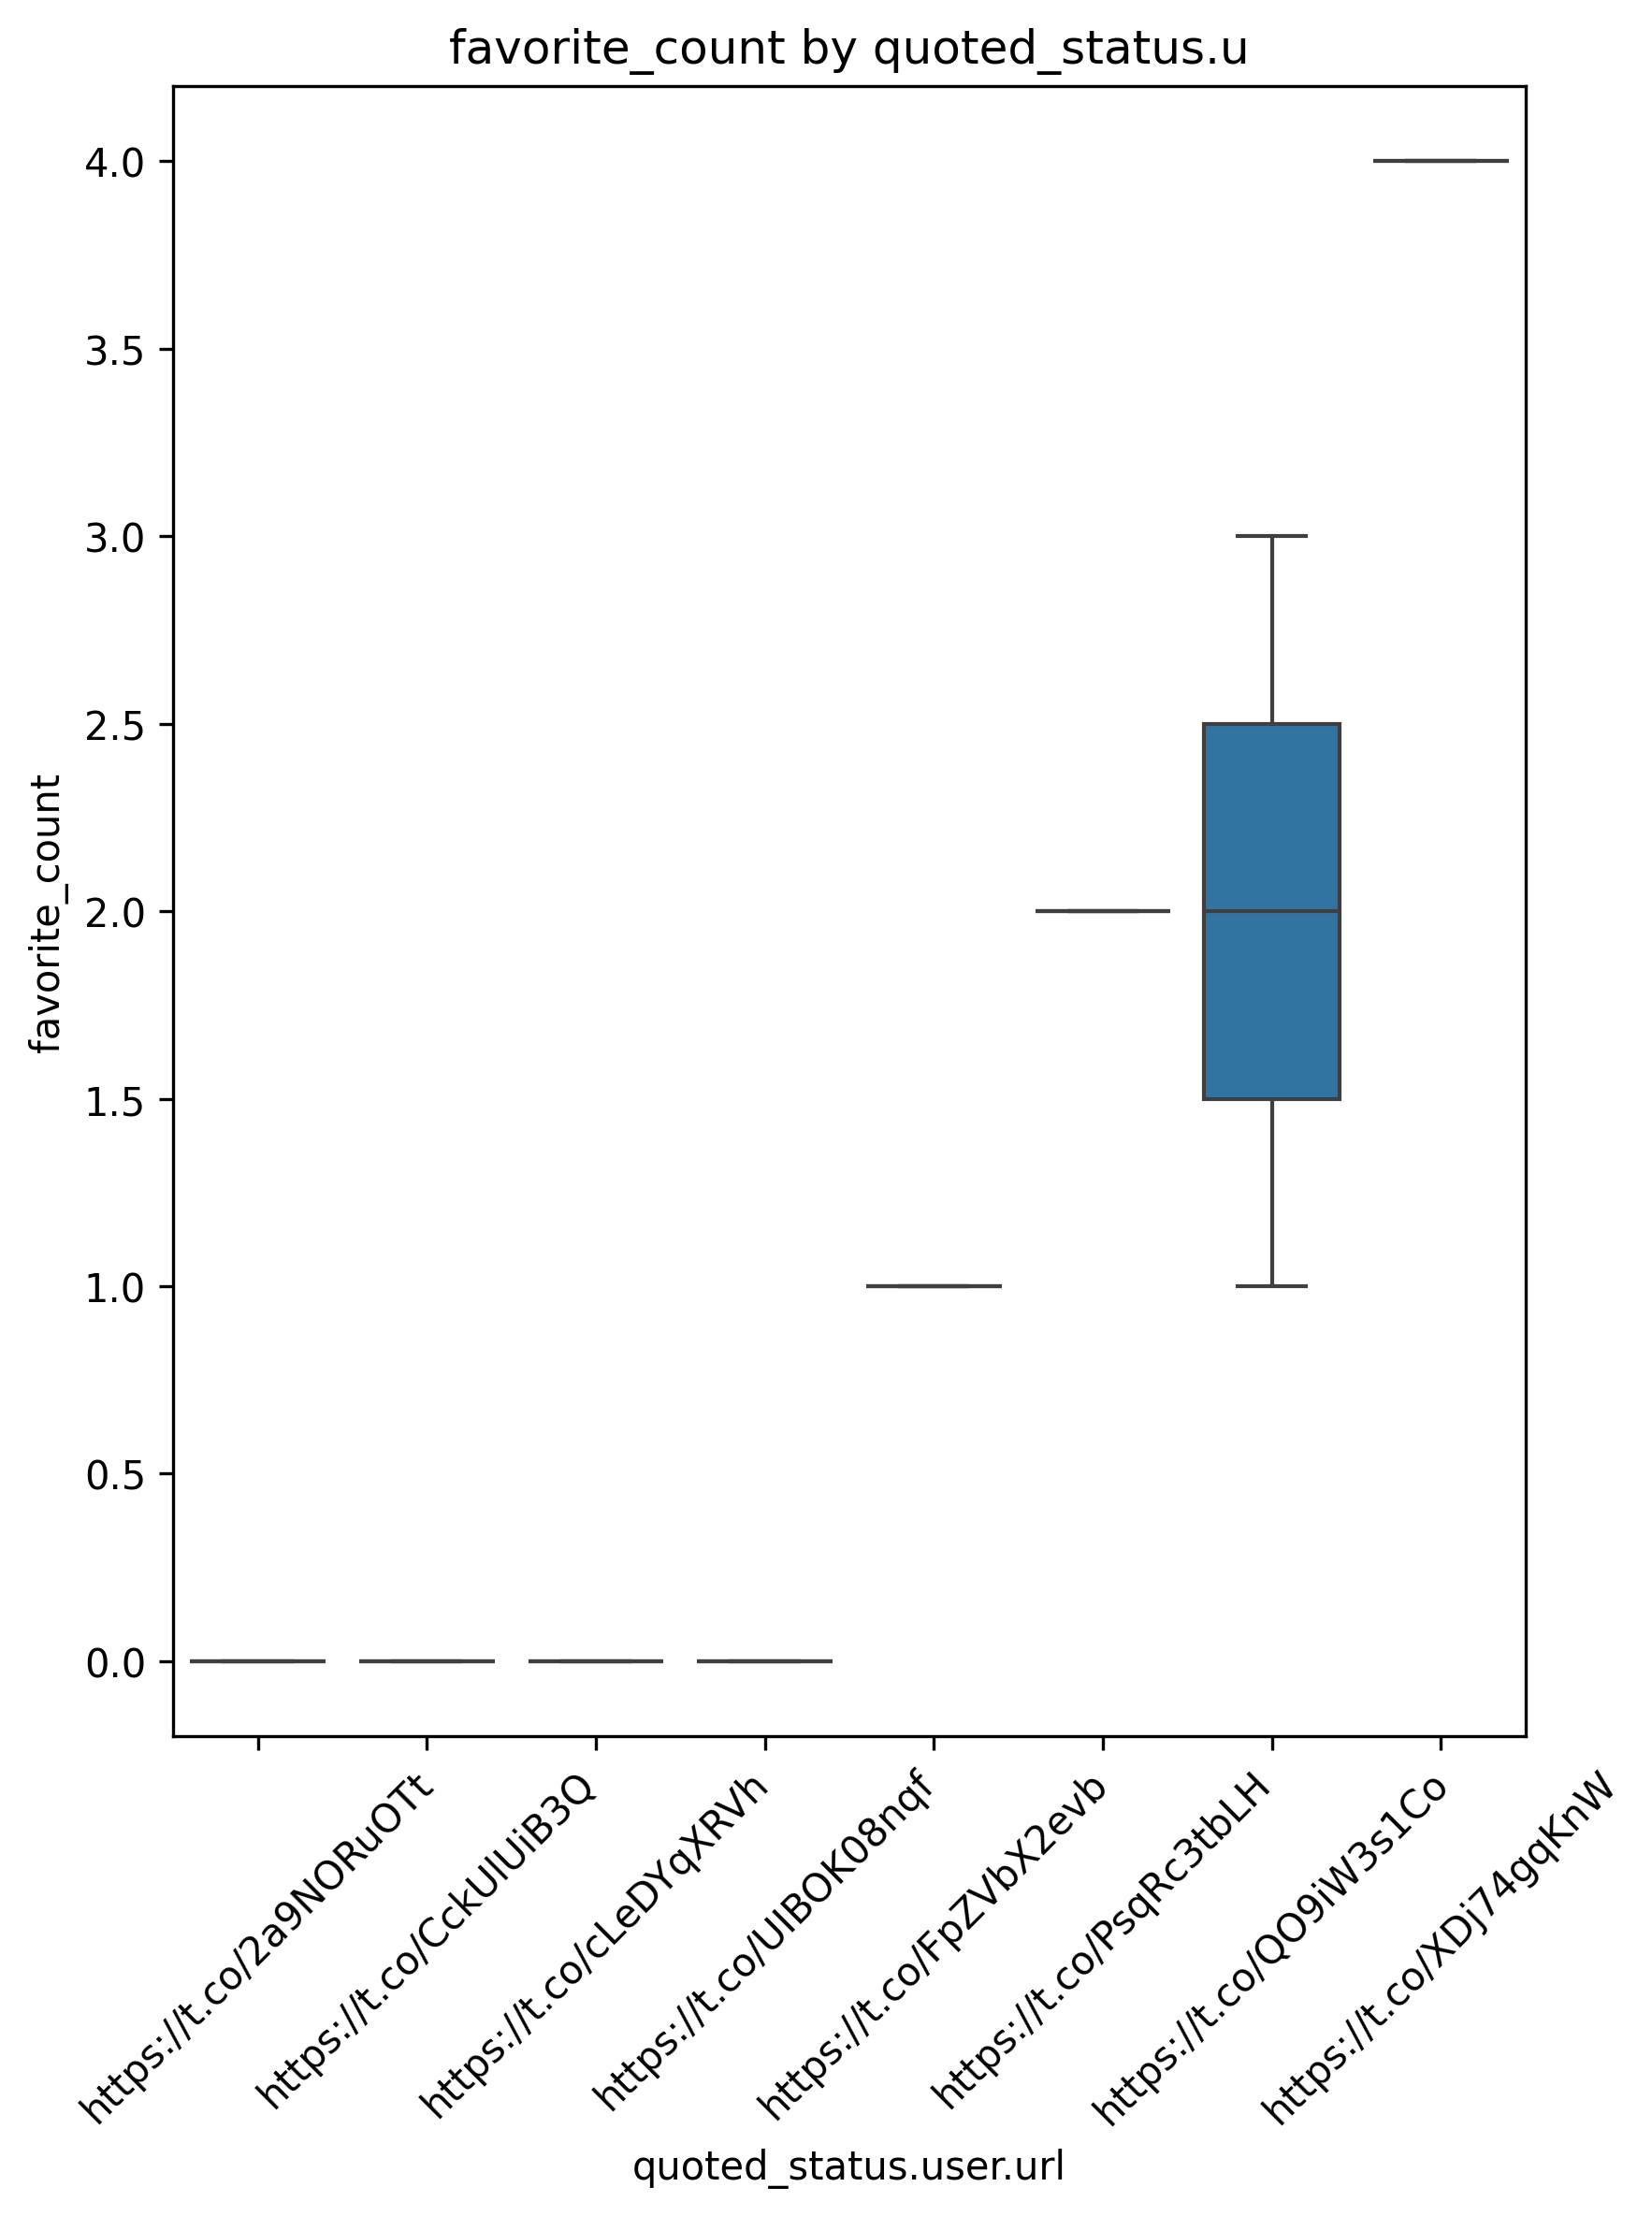 favorite_count by quoted_status.u
favorite_count
4.0
3.5
3.0
2.5
2.0
1.5
1.0
0.5
0.0
https://t.co/2a9NORuOTt
https://t.co/CckUlUiB3Q
https://t.co/cLeDYqXRVh
https://t.co/UlBOK08nqf
https://t.co/FpZVbX2evb
https://t.co/PsqRc3tbLH
https://t.co/QO9iW3s1Co
https://t.co/XDj74gqKnW
quoted_status.user.url